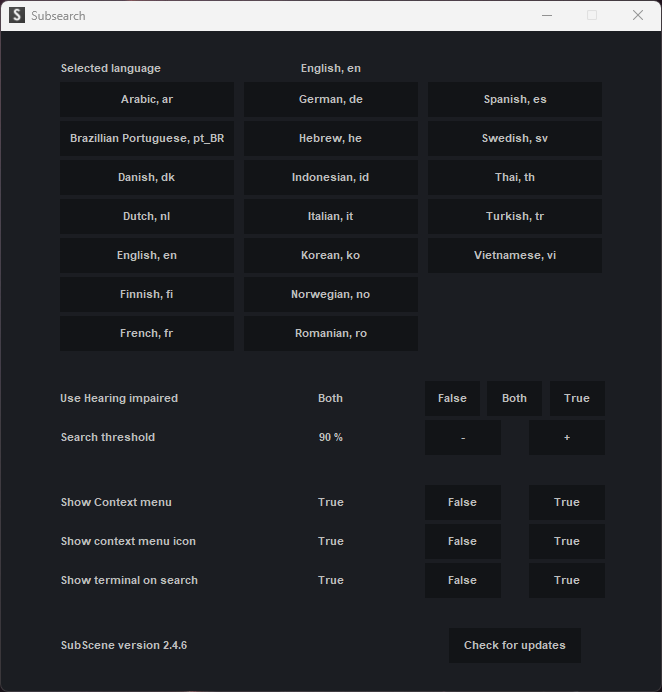 S Subsearch
Selected language English, en
Arabic, ar German, de Spanish, es
Brazillian Portuguese, pt_BR Hebrew, he Swedish, sv
Danish, dk Indonesian, id Thai, th
Dutch, nl Italian, it Turkish, tr
English, en Korean, ko Vietnamese, vi
Finnish, fi Norwegian, no
French, fr Romanian, ro
Use Hearing impaired Both False Both True
Search threshold 90 % - +
Show Context menu True False True
Show context menu icon True False True
Show terminal on search True False True
SubScene version 2.4.6 Check for updates